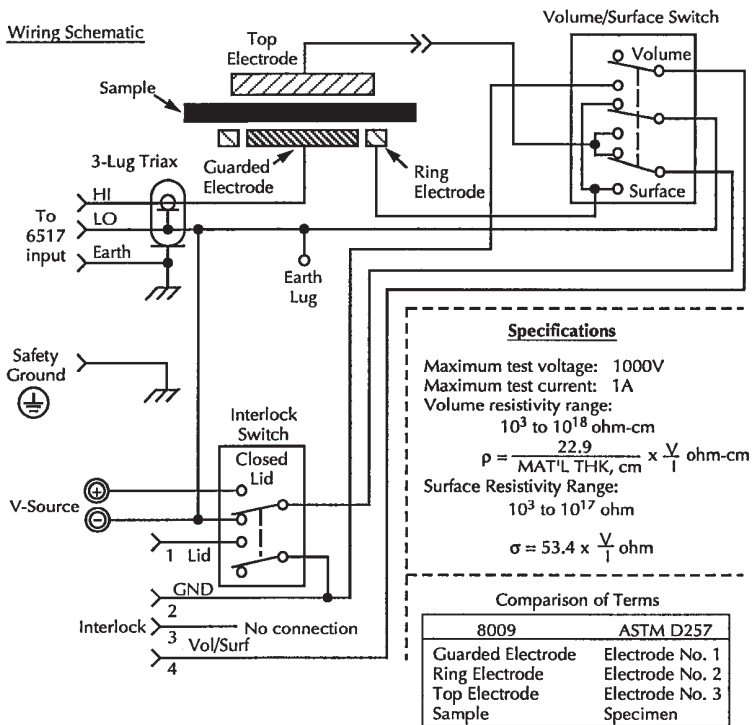 Wiring Schematic
Volume/Surface Switch
Top
Electrode
Volume
Sample
3-Lug Triax
Guarded
Electrode
Ring
Electrode
Surface
HI
To
6517
input
LO
Earth
Earth
Lug
Safety
Ground
Interlock
Switch
Closed
Lid
V-Source
+
−
1 Lid
GND
2
Interlock
3
No connection
Vol/Surf
4
Specifications
Maximum test voltage: 1000V
Maximum test current: 1A
Volume resistivity range:
10³ to 10¹⁸ ohm-cm
ρ = 22.9 / MAT'L THK, cm x V/I ohm-cm
Surface Resistivity Range:
10³ to 10¹⁷ ohm
σ = 53.4 x V/I ohm
Comparison of Terms
8009 ASTM D257
Guarded Electrode Electrode No. 1
Ring Electrode Electrode No. 2
Top Electrode Electrode No. 3
Sample Specimen